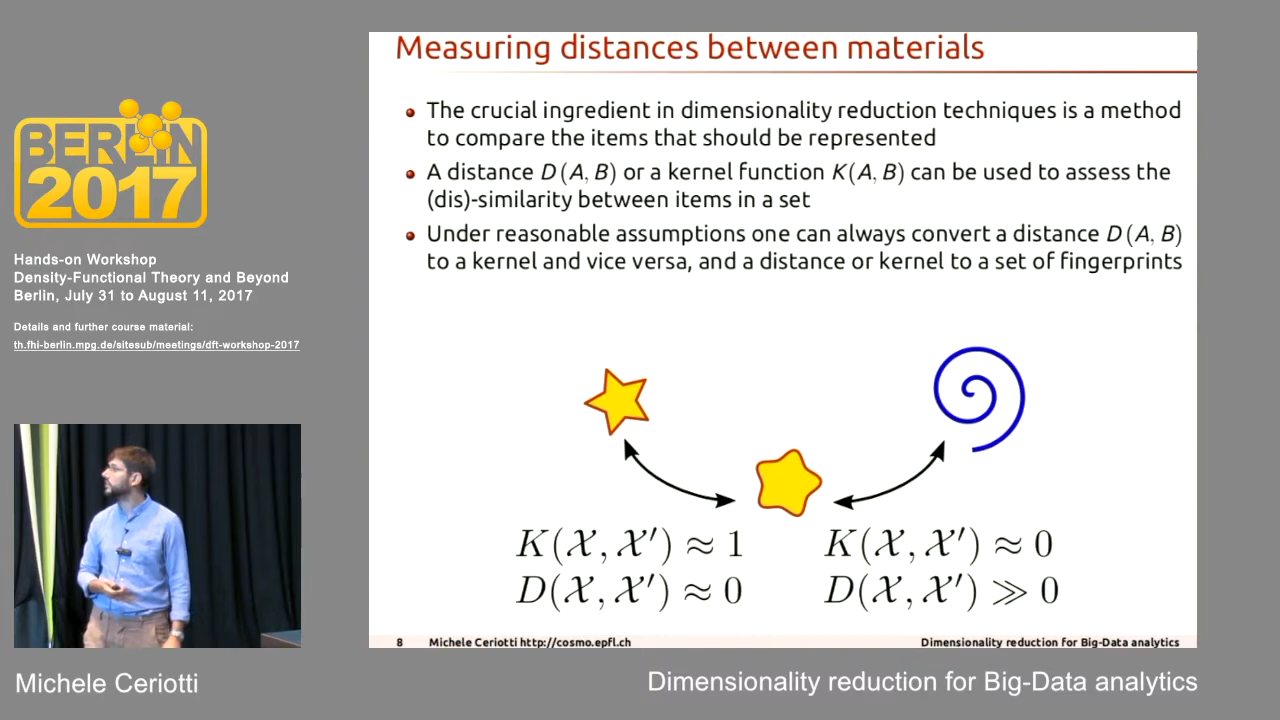 BERLIN
2017
Hands-on Workshop
Density-Functional Theory and Beyond
Berlin, July 31 to August 11, 2017
Details and further course material:
th.fhi-berlin.mpg.de/sitesub/meetings/dft-workshop-2017
Measuring distances between materials
The crucial ingredient in dimensionality reduction techniques is a method
to compare the items that should be represented
A distance D (A, B) or a kernel function K(A, B) can be used to assess the
(dis)-similarity between items in a set
Under reasonable assumptions one can always convert a distance D (A, B)
to a kernel and vice versa, and a distance or kernel to a set of fingerprints
K(𝒳, 𝒳′) ≈ 1
D(𝒳, 𝒳′) ≈ 0
K(𝒳, 𝒳′) ≈ 0
D(𝒳, 𝒳′) ≫ 0
8 Michele Ceriotti http://cosmo.epfl.ch Dimensionality reduction for Big-Data analytics
Michele Ceriotti
Dimensionality reduction for Big-Data analytics